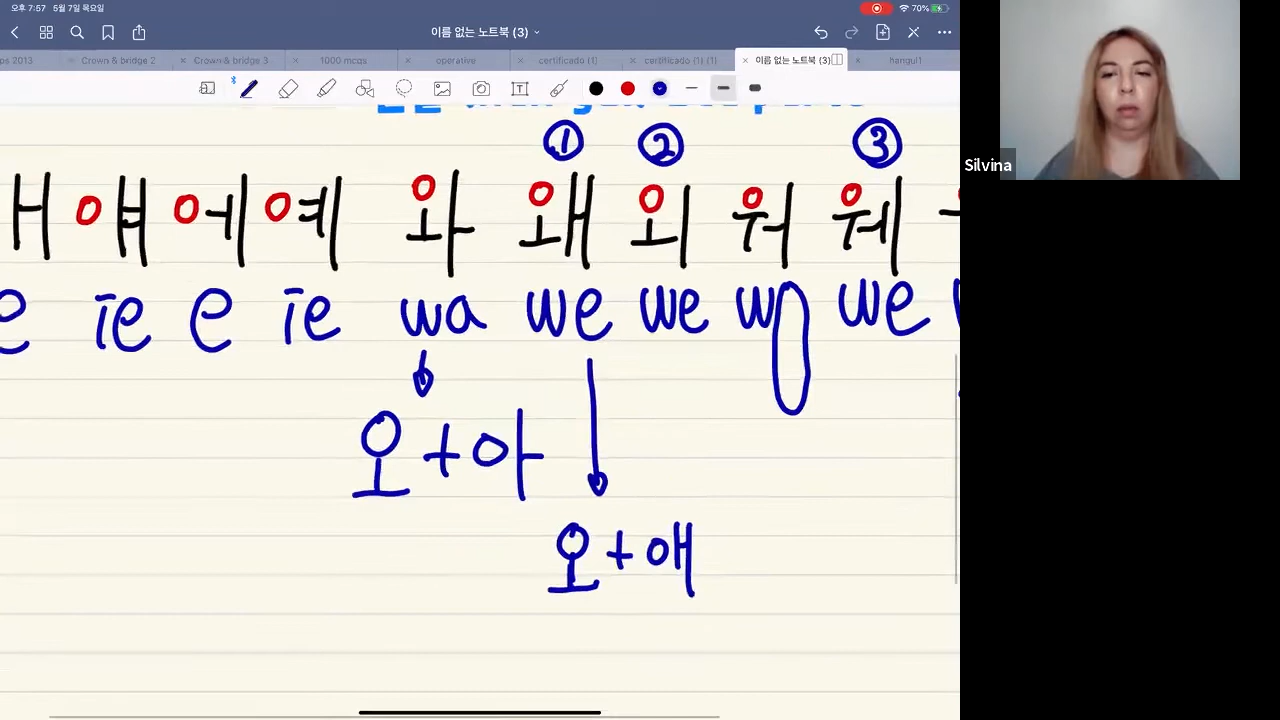 오후 7:57 5월 7일 목요일
70%
이름 없는 노트북 (3)
ps 2013
Crown & bridge 2
Crown & bridge 3
1000 mcqs
operative
certificado (1)
certificado (1) (1)
이름 없는 노트북 (3)
hangul1
Silvina
① ② ③
얘 에 예 와 왜 외 워 웨
e ie e ie wa we we w we
오 + 아
오 + 애